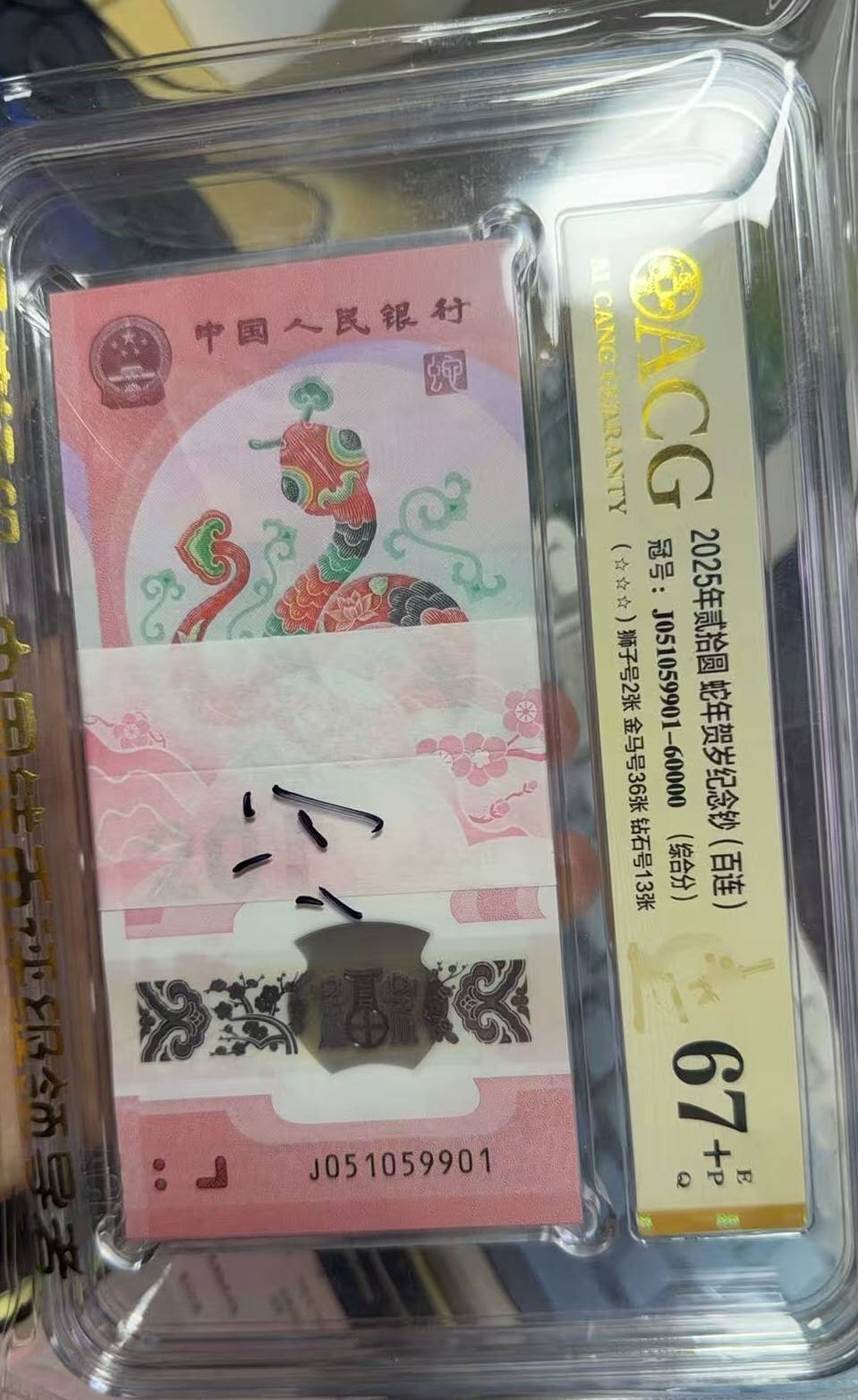 中国人民银行
蛇
J051059901
ACG
AI CANG GUARANTY
2025年贰拾圆 蛇年贺岁纪念钞（百连）
冠号：J051059901-60000 （综合分）
（☆☆☆）狮子号2张 金马号36张 钻石号13张
67+
E
P
Q